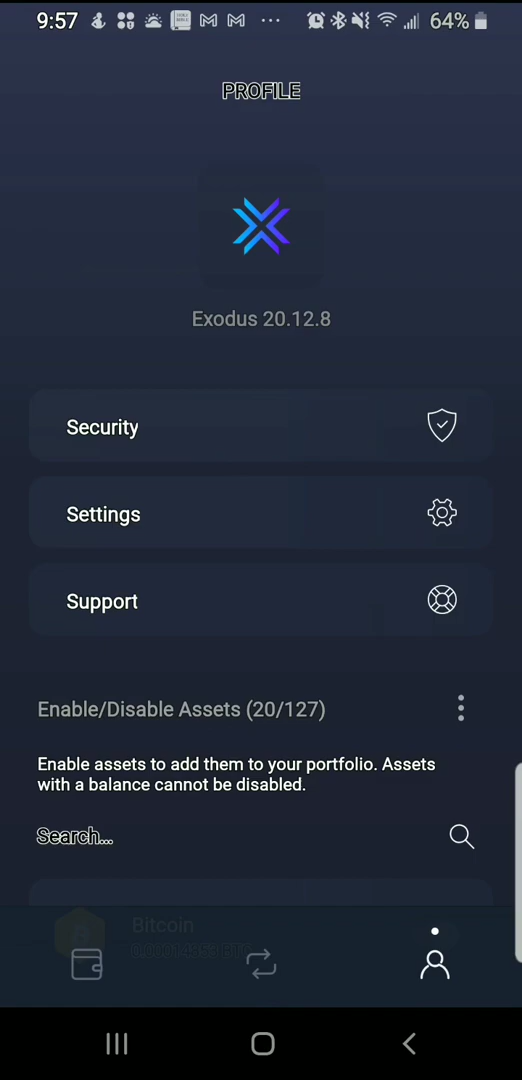 9:57 64%
PROFILE
Exodus 20.12.8
Security
Settings
Support
Enable/Disable Assets (20/127)
Enable assets to add them to your portfolio. Assets
with a balance cannot be disabled.
Search...
Bitcoin